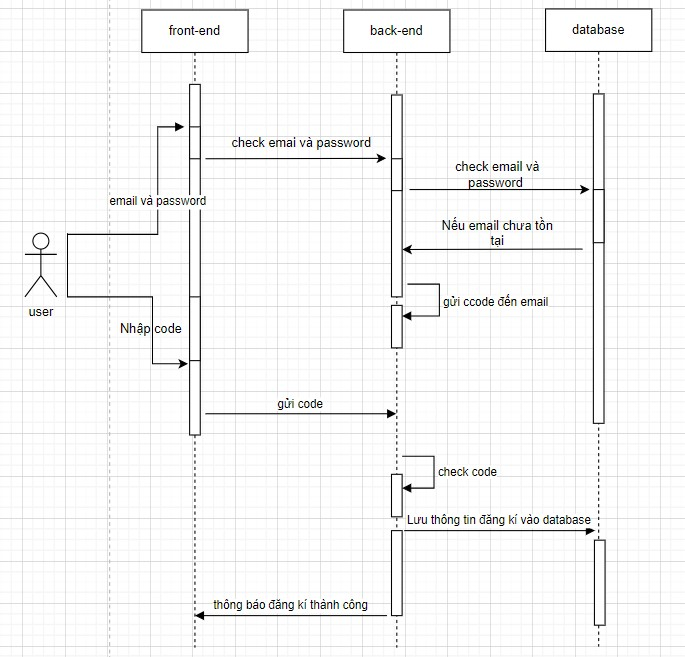 front-end
back-end
database
check emai và password
check email và
password
email và password
Nếu email chưa tồn
tại
user
gửi ccode đến email
Nhập code
gửi code
check code
Lưu thông tin đăng kí vào database
thông báo đăng kí thành công